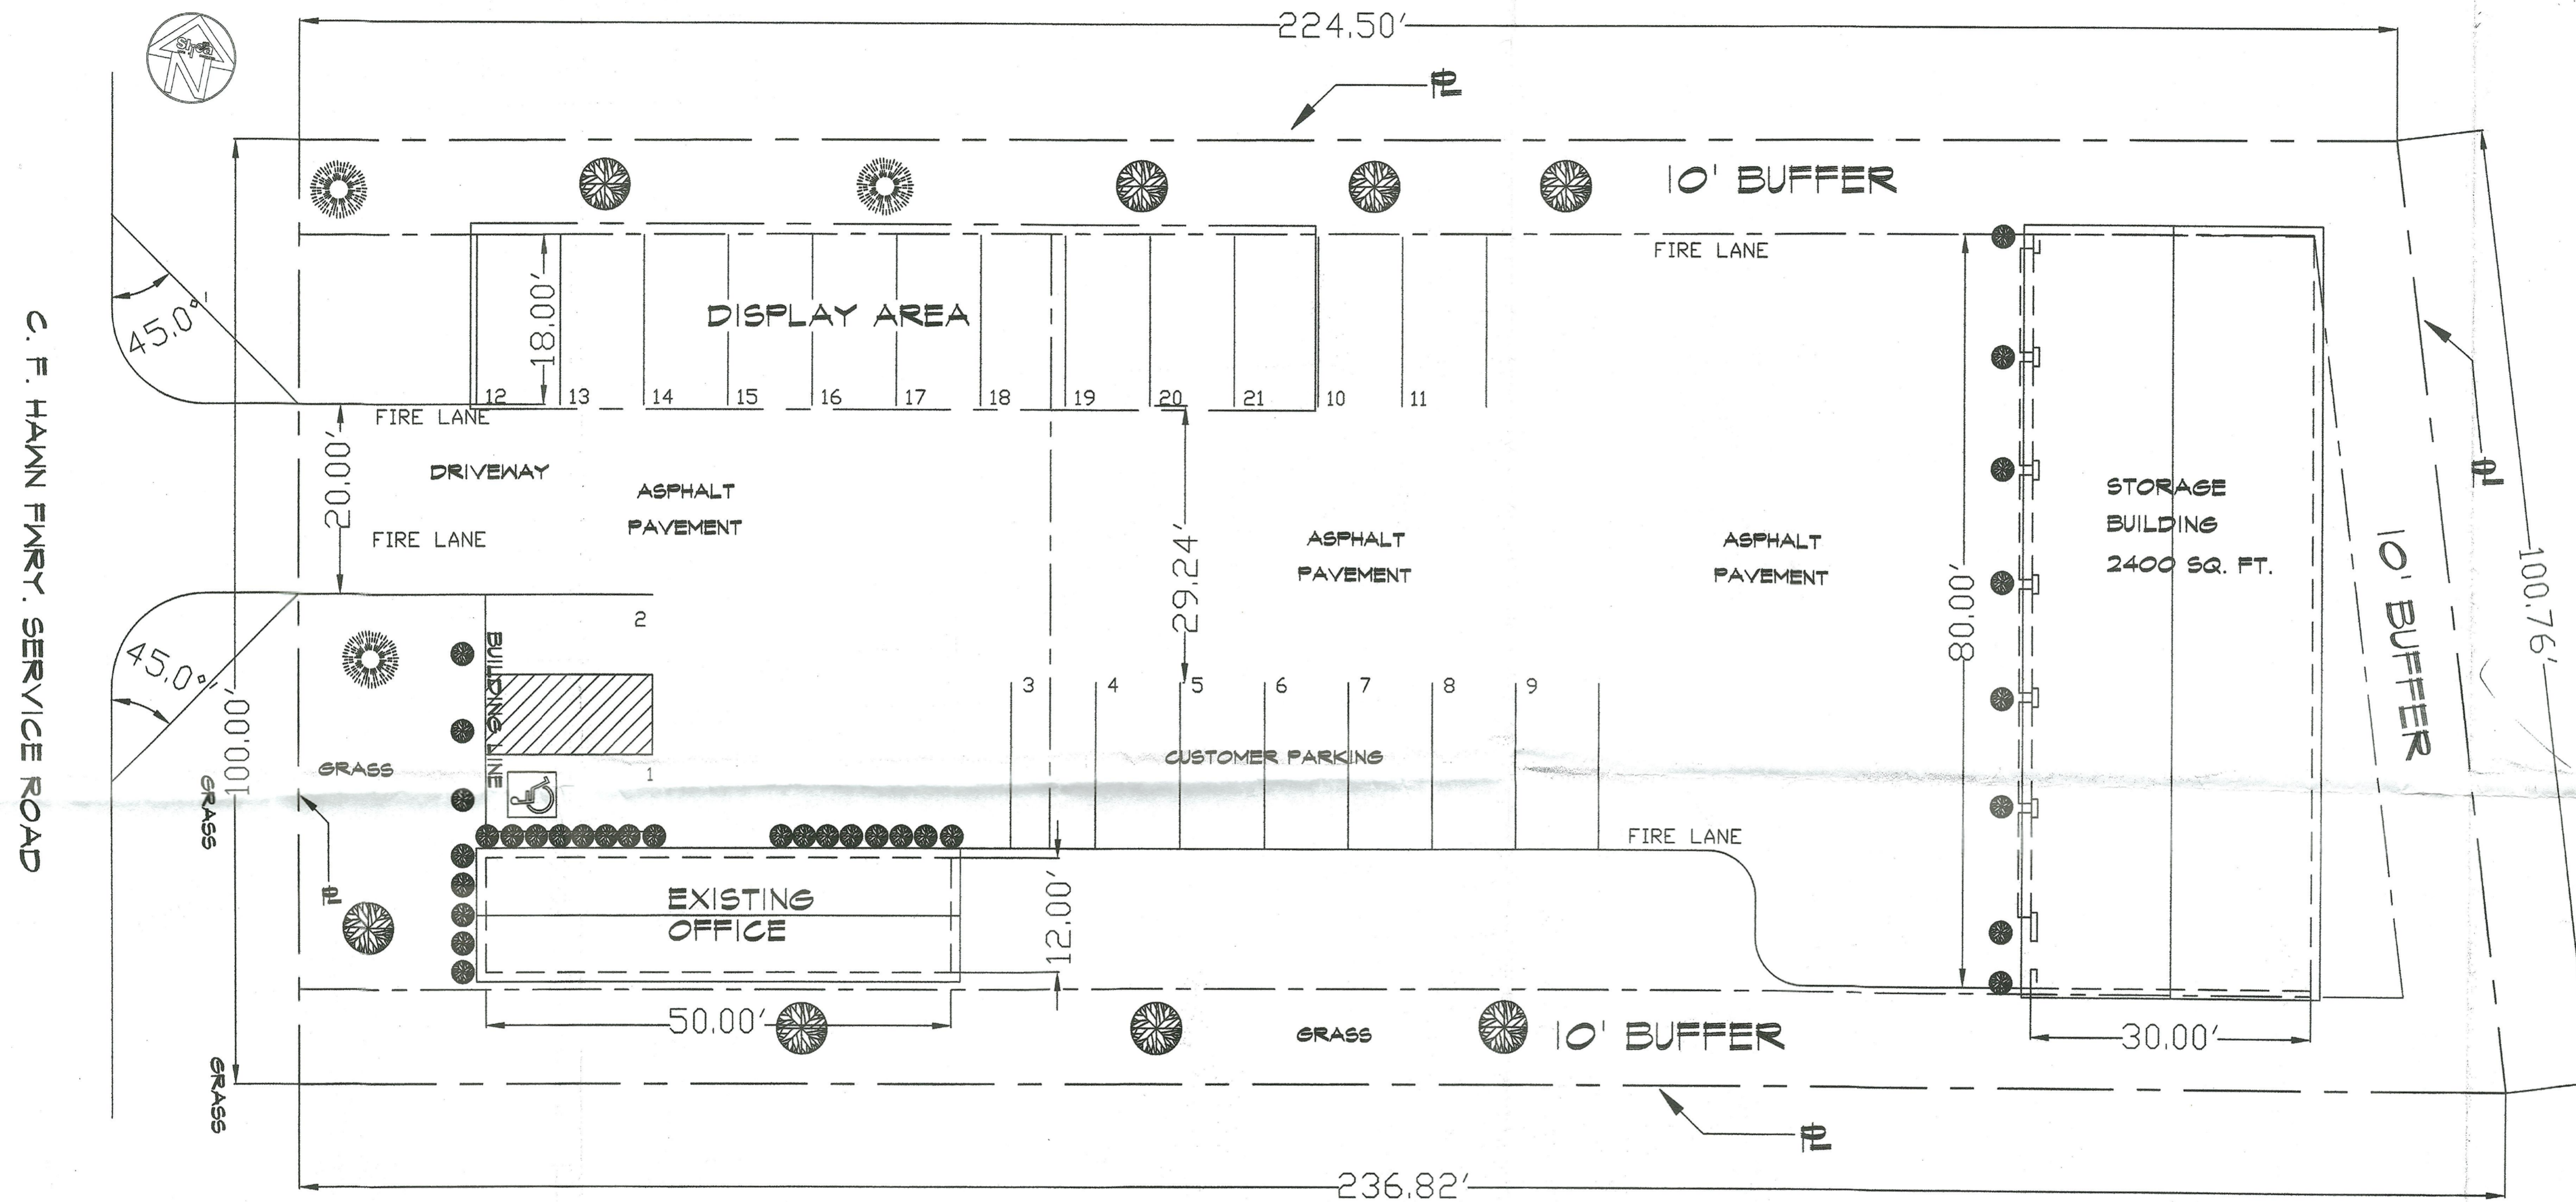 224.50'
PL
N
10' BUFFER
FIRE LANE
DISPLAY AREA
18.00'
45.0°
12 13 14 15 16 17 18 19 20 21 10 11
FIRE LANE
DRIVEWAY
20.00'
FIRE LANE
ASPHALT
PAVEMENT
29.24'
ASPHALT
PAVEMENT
ASPHALT
PAVEMENT
80.00'
STORAGE
BUILDING
2400 SQ. FT.
10' BUFFER
PL
100.76'
C. F. HAWN FWRY. SERVICE ROAD
45.0°
100.00'
2
BUILDING LINE
3 4 5 6 7 8 9
GRASS
GRASS
1
CUSTOMER PARKING
FIRE LANE
PL
EXISTING
OFFICE
12.00'
50.00'
GRASS
10' BUFFER
30.00'
GRASS
PL
236.82'